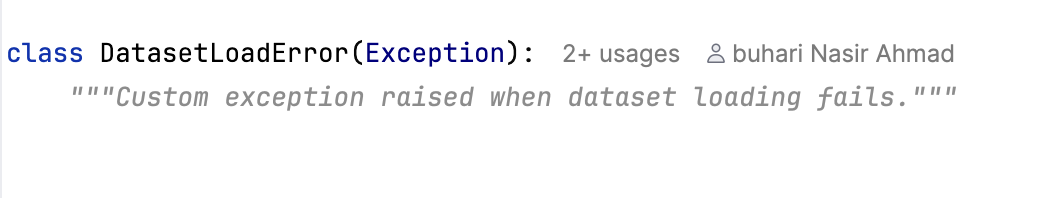 class DatasetLoadError(Exception): 2+ usages buhari Nasir Ahmad
"""Custom exception raised when dataset loading fails."""